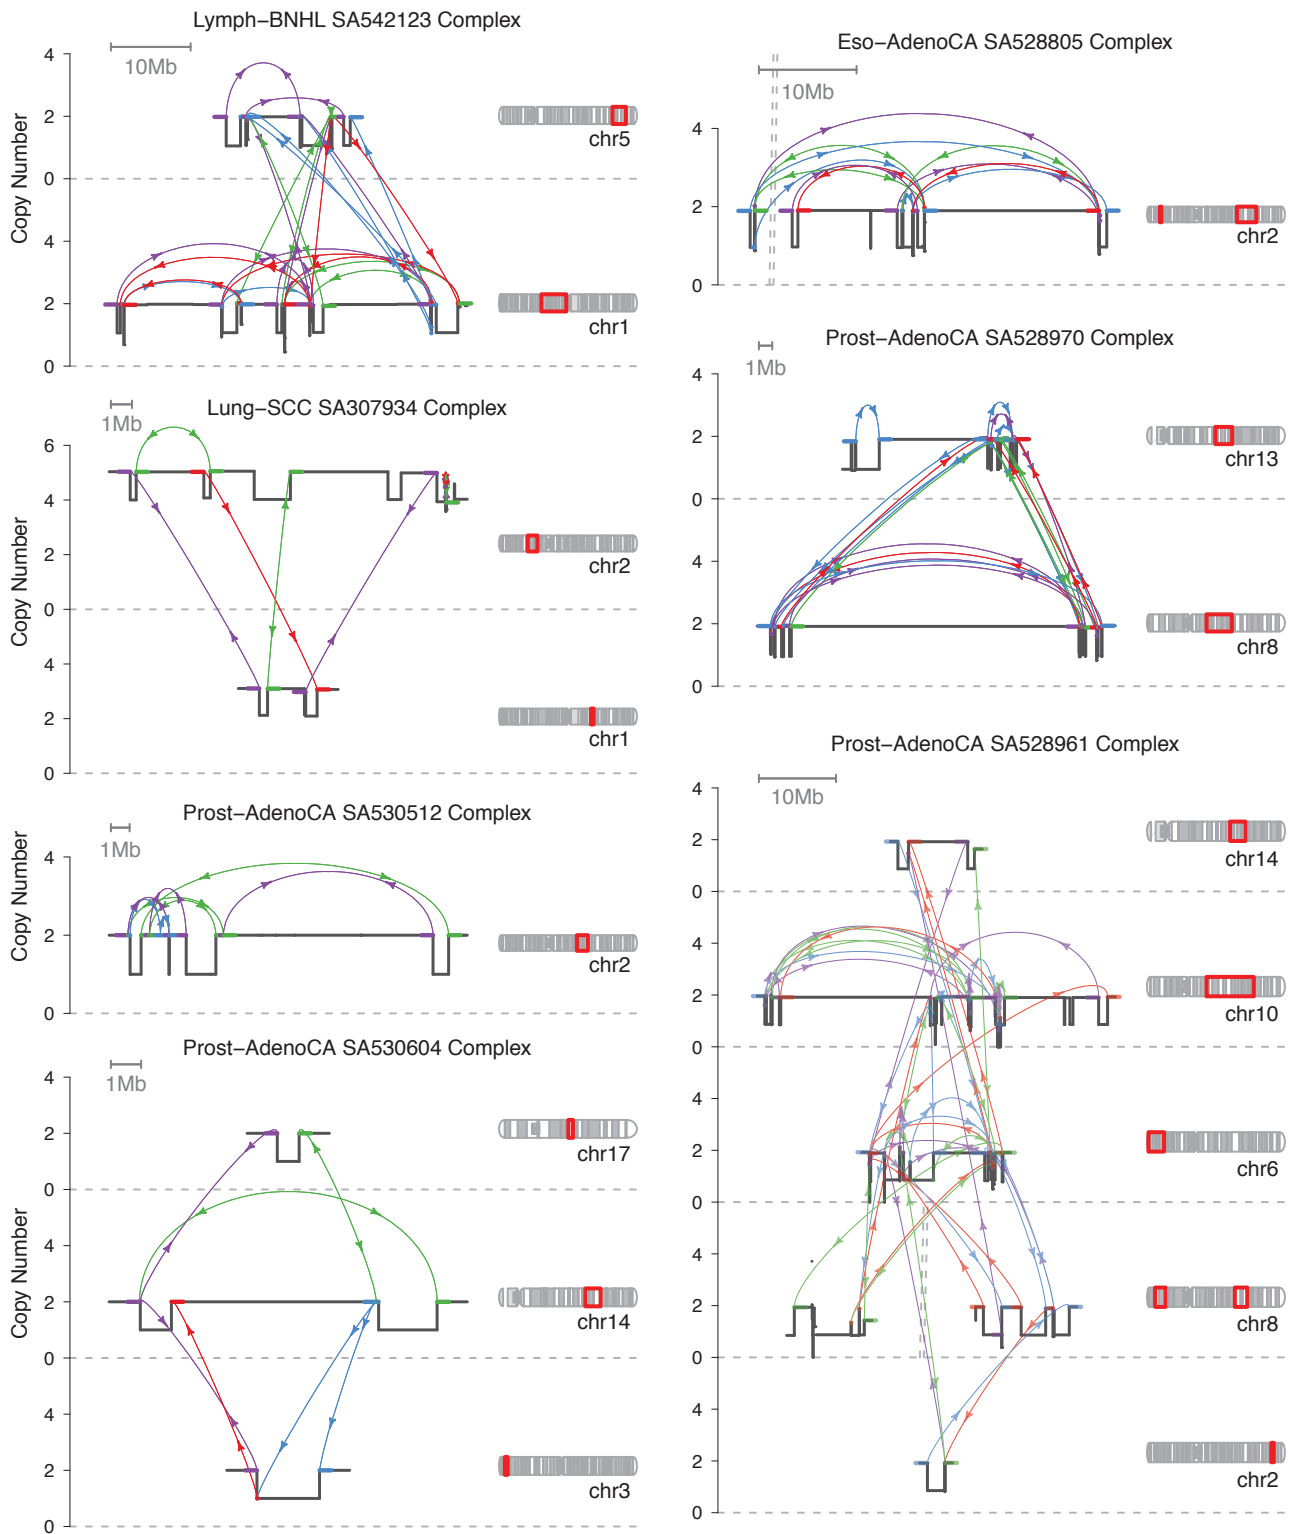 Lymph−BNHL SA542123 Complex
10Mb
Copy Number
4
2
0
4
2
0
chr5
chr1
Lung−SCC SA307934 Complex
1Mb
Copy Number
6
4
2
0
4
2
0
chr2
chr1
Prost−AdenoCA SA530512 Complex
1Mb
Copy Number
4
2
0
chr2
Prost−AdenoCA SA530604 Complex
1Mb
Copy Number
4
2
0
4
2
0
4
2
0
chr17
chr14
chr3
Eso−AdenoCA SA528805 Complex
10Mb
4
2
0
chr2
Prost−AdenoCA SA528970 Complex
1Mb
4
2
0
4
2
0
chr13
chr8
Prost−AdenoCA SA528961 Complex
10Mb
4
2
0
4
2
0
4
2
0
4
2
0
4
2
0
chr14
chr10
chr6
chr8
chr2